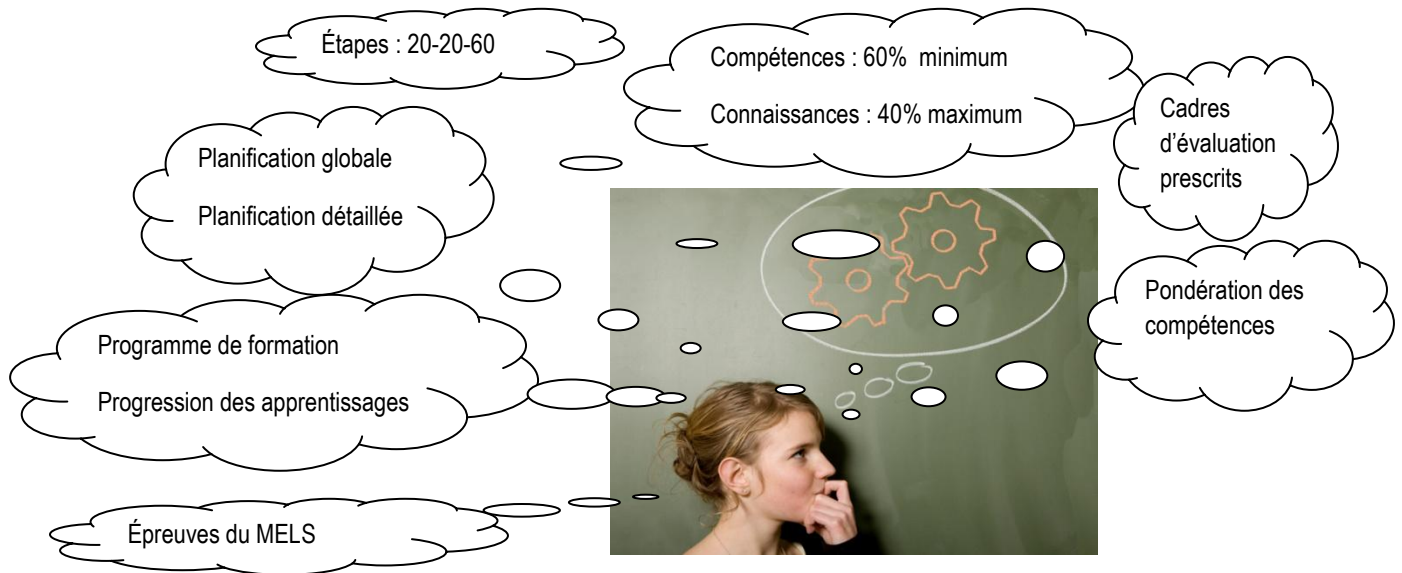 Étapes : 20-20-60
Compétences : 60% minimum
Connaissances : 40% maximum
Cadres
d’évaluation
prescrits
Planification globale
Planification détaillée
Pondération des
compétences
Programme de formation
Progression des apprentissages
Épreuves du MELS